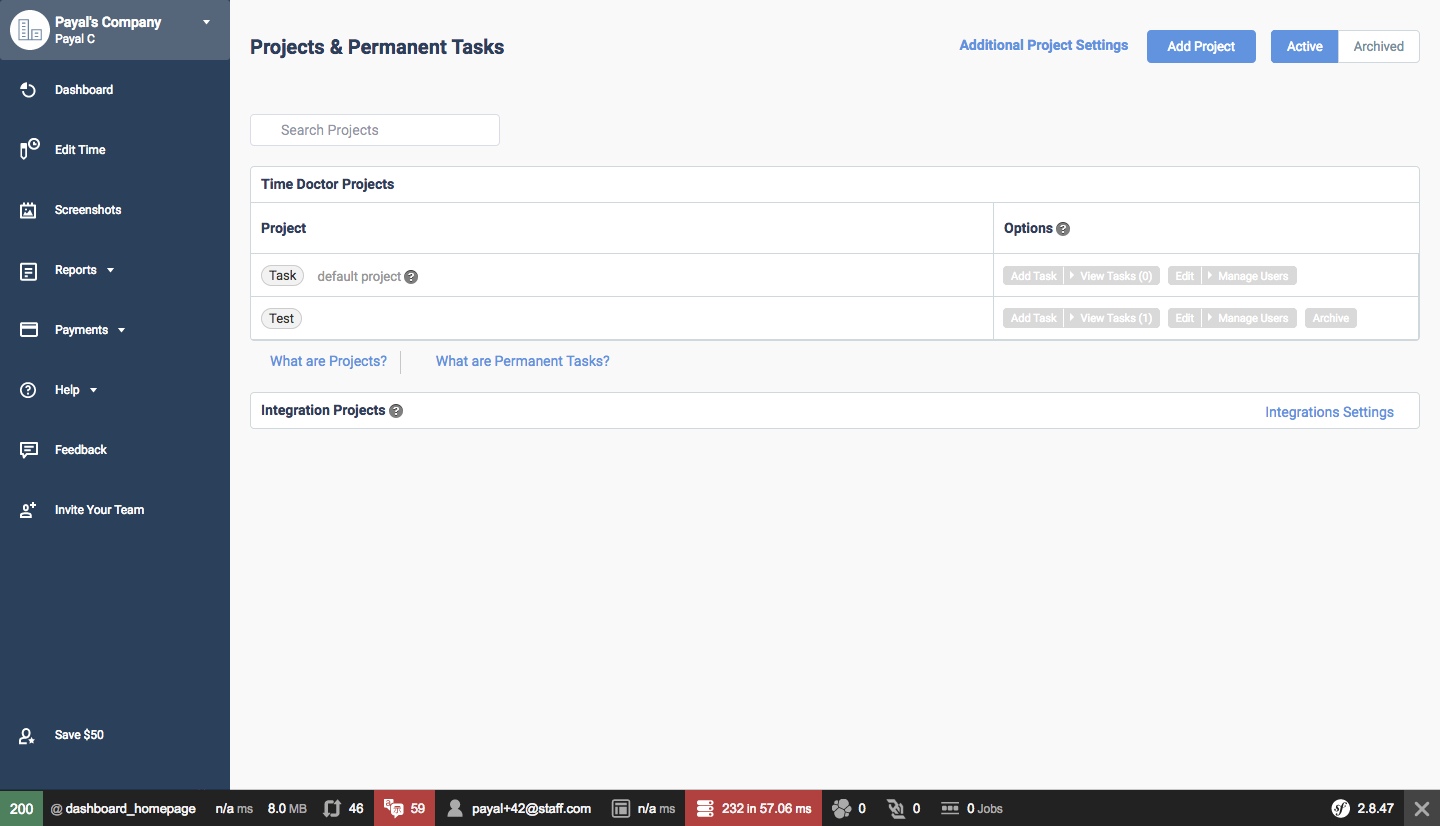 Payal's Company
Payal C
Dashboard
Edit Time
Screenshots
Reports
Payments
Help
Feedback
Invite Your Team
Save $50
Projects & Permanent Tasks
Additional Project Settings
Add Project
Active
Archived
Search Projects
Time Doctor Projects
Project
Options ?
Task default project ?
Add Task View Tasks (0) Edit Manage Users
Test
Add Task View Tasks (1) Edit Manage Users Archive
What are Projects?
What are Permanent Tasks?
Integration Projects ?
Integrations Settings
200 @ dashboard_homepage n/a ms 8.0 MB 46 59 payal+42@staff.com n/a ms 232 in 57.06 ms 0 0 0 Jobs sf 2.8.47